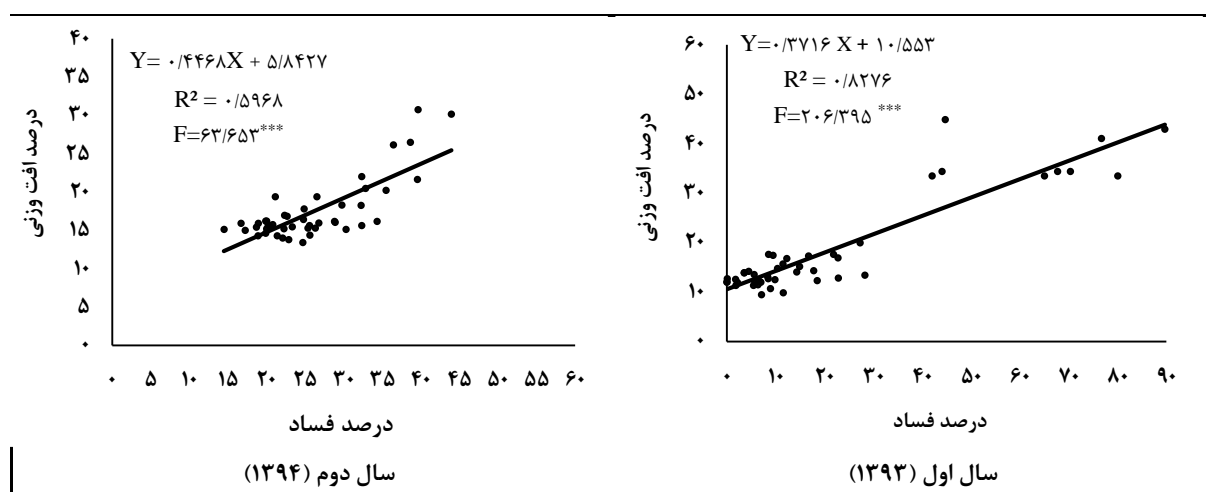 Y=۰/۳۷۱۶ X + ۱۰/۵۵۳
R² = ۰/۸۲۷۶
F=۲۰۶/۳۹۵ ***
۶۰
۵۰
۴۰
۳۰
۲۰
۱۰
۰
درصد افت وزنی
۰ ۱۰ ۲۰ ۳۰ ۴۰ ۵۰ ۶۰ ۷۰ ۸۰ ۹۰
درصد فساد
سال اول (۱۳۹۳)
Y= ۰/۴۴۶۸X + ۵/۸۴۲۷
R² = ۰/۵۹۶۸
F=۶۳/۶۵۳***
۴۰
۳۵
۳۰
۲۵
۲۰
۱۵
۱۰
۵
۰
درصد افت وزنی
۰ ۵ ۱۰ ۱۵ ۲۰ ۲۵ ۳۰ ۳۵ ۴۰ ۴۵ ۵۰ ۵۵ ۶۰
درصد فساد
سال دوم (۱۳۹۴)